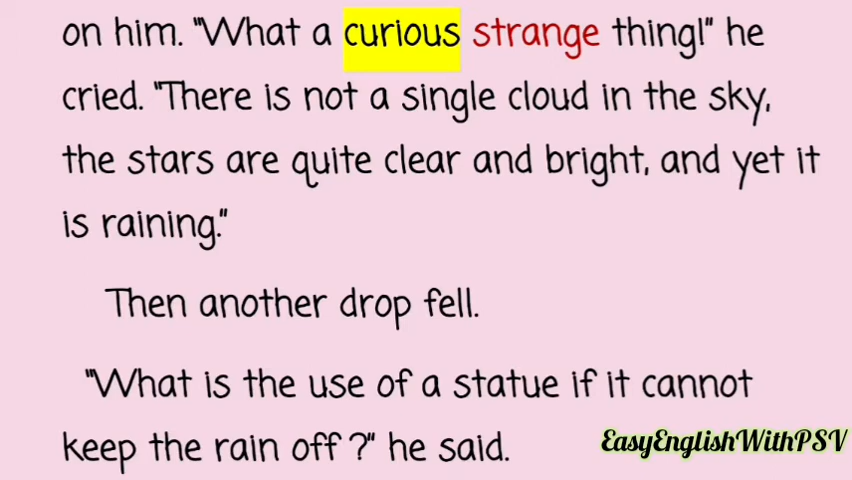 on him. "What a curious strange thing!" he
cried. "There is not a single cloud in the sky,
the stars are quite clear and bright, and yet it
is raining."
Then another drop fell.
"What is the use of a statue if it cannot
keep the rain off ?" he said.
EasyEnglishWithPSV